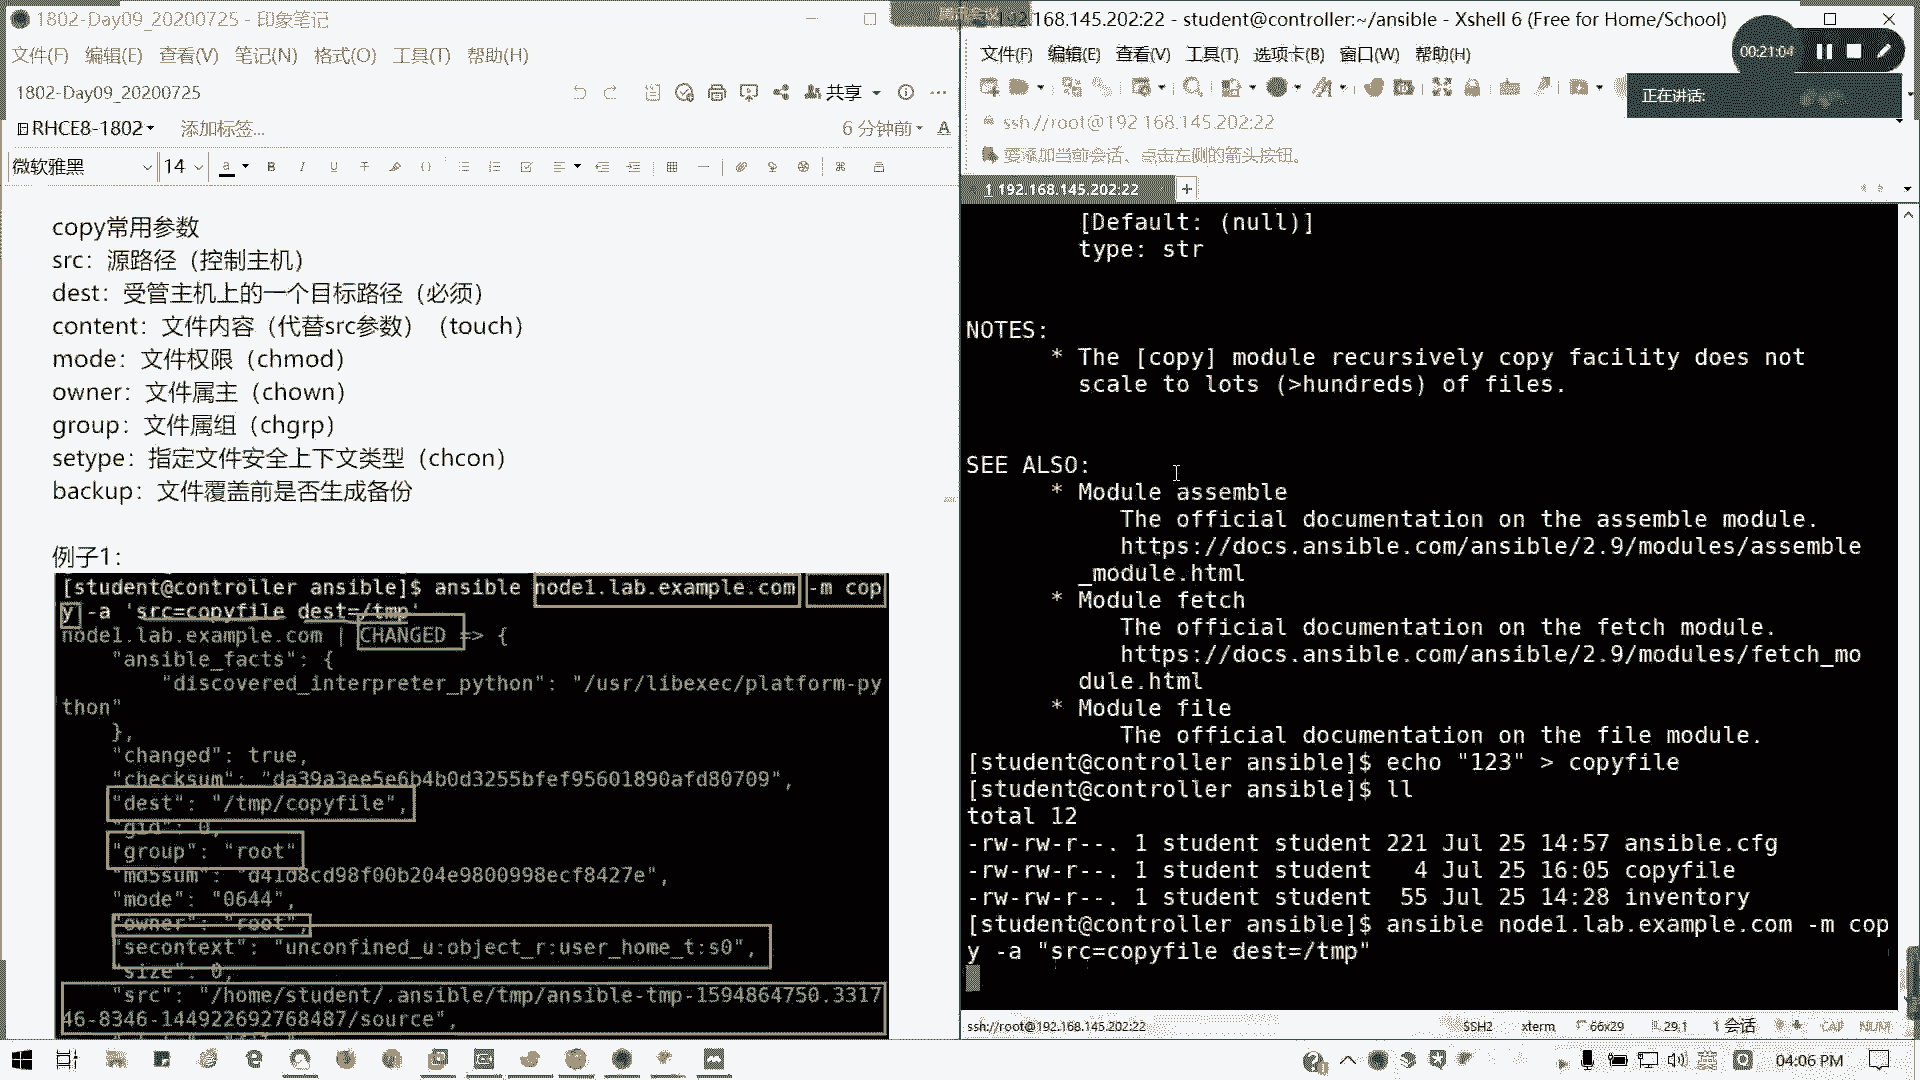 1802-Day09_20200725 - 印象笔记
文件(F) 编辑(E) 查看(V) 笔记(N) 格式(O) 工具(T) 帮助(H)
1802-Day09_20200725
共享
RHCE8-1802 添加标签...
6 分钟前
微软雅黑 14
copy常用参数
src：源路径（控制主机）
dest：受管主机上的一个目标路径（必须）
content：文件内容（代替src参数）（touch）
mode：文件权限（chmod）
owner：文件属主（chown）
group：文件属组（chgrp）
setype：指定文件安全上下文类型（chcon）
backup：文件覆盖前是否生成备份
例子1：
[student@controller ansible]$ ansible node1.lab.example.com -m cop
y -a 'src=copyfile dest=/tmp'
node1.lab.example.com | CHANGED => {
"ansible_facts": {
"discovered_interpreter_python": "/usr/libexec/platform-py
thon"
},
"changed": true,
"checksum": "da39a3ee5e6b4b0d3255bfef95601890afd80709",
"dest": "/tmp/copyfile",
"gid": 0,
"group": "root"
"md5sum": "d41d8cd98f00b204e9800998ecf8427e",
"mode": "0644",
"owner": "root",
"secontext": "unconfined_u:object_r:user_home_t:s0",
"size": 0,
"src": "/home/student/.ansible/tmp/ansible-tmp-1594864750.3317
46-8346-144922692768487/source",
192.168.145.202:22 - student@controller:~/ansible - Xshell 6 (Free for Home/School)
文件(F) 编辑(E) 查看(V) 工具(T) 选项卡(B) 窗口(W) 帮助(H)
00:21:04
正在讲话:
ssh://root@192.168.145.202:22
要添加当前会话、点击左侧的箭头按钮。
1 192.168.145.202:22
[Default: (null)]
type: str
NOTES:
* The [copy] module recursively copy facility does not
scale to lots (>hundreds) of files.
SEE ALSO:
* Module assemble
The official documentation on the assemble module.
https://docs.ansible.com/ansible/2.9/modules/assemble
_module.html
* Module fetch
The official documentation on the fetch module.
https://docs.ansible.com/ansible/2.9/modules/fetch_mo
dule.html
* Module file
The official documentation on the file module.
[student@controller ansible]$ echo "123" > copyfile
[student@controller ansible]$ ll
total 12
-rw-rw-r--. 1 student student 221 Jul 25 14:57 ansible.cfg
-rw-rw-r--. 1 student student   4 Jul 25 16:05 copyfile
-rw-rw-r--. 1 student student  55 Jul 25 14:28 inventory
[student@controller ansible]$ ansible node1.lab.example.com -m cop
y -a "src=copyfile dest=/tmp"
ssh://root@192.168.145.202:22 SSH2 xterm 66x29 29,1 1 会话 CAP NUM
英 04:06 PM